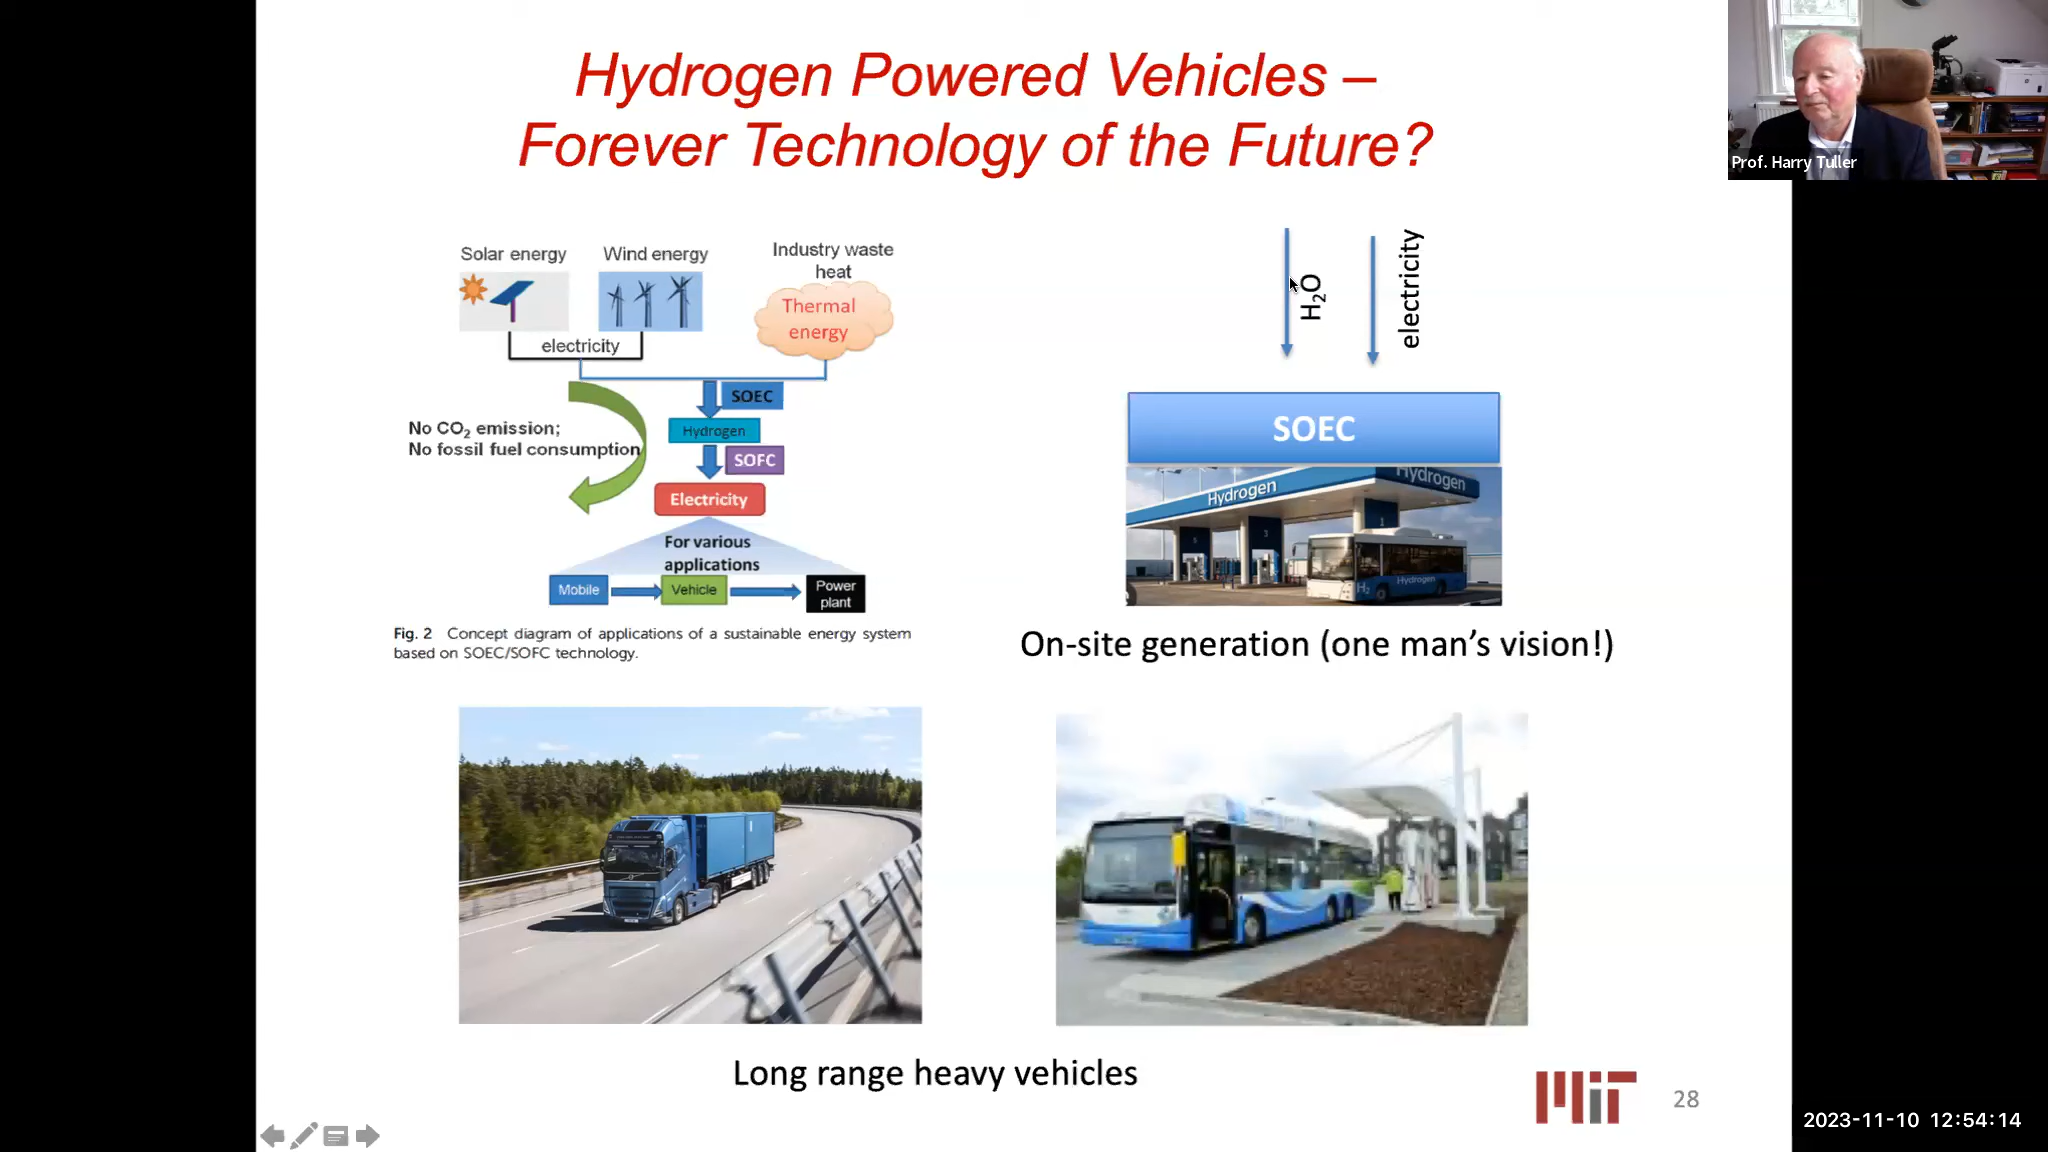 Hydrogen Powered Vehicles –
Forever Technology of the Future?
Prof. Harry Tuller
Solar energy
Wind energy
Industry waste
heat
Thermal
energy
electricity
SOEC
No CO₂ emission;
No fossil fuel consumption
Hydrogen
SOFC
Electricity
For various
applications
Mobile
Vehicle
Power
plant
Fig. 2 Concept diagram of applications of a sustainable energy system
based on SOEC/SOFC technology.
H₂O
electricity
SOEC
Hydrogen
Hydrogen
1
3
5
Hydrogen
H₂
On-site generation (one man’s vision!)
Long range heavy vehicles
MIT
28
2023-11-10 12:54:14